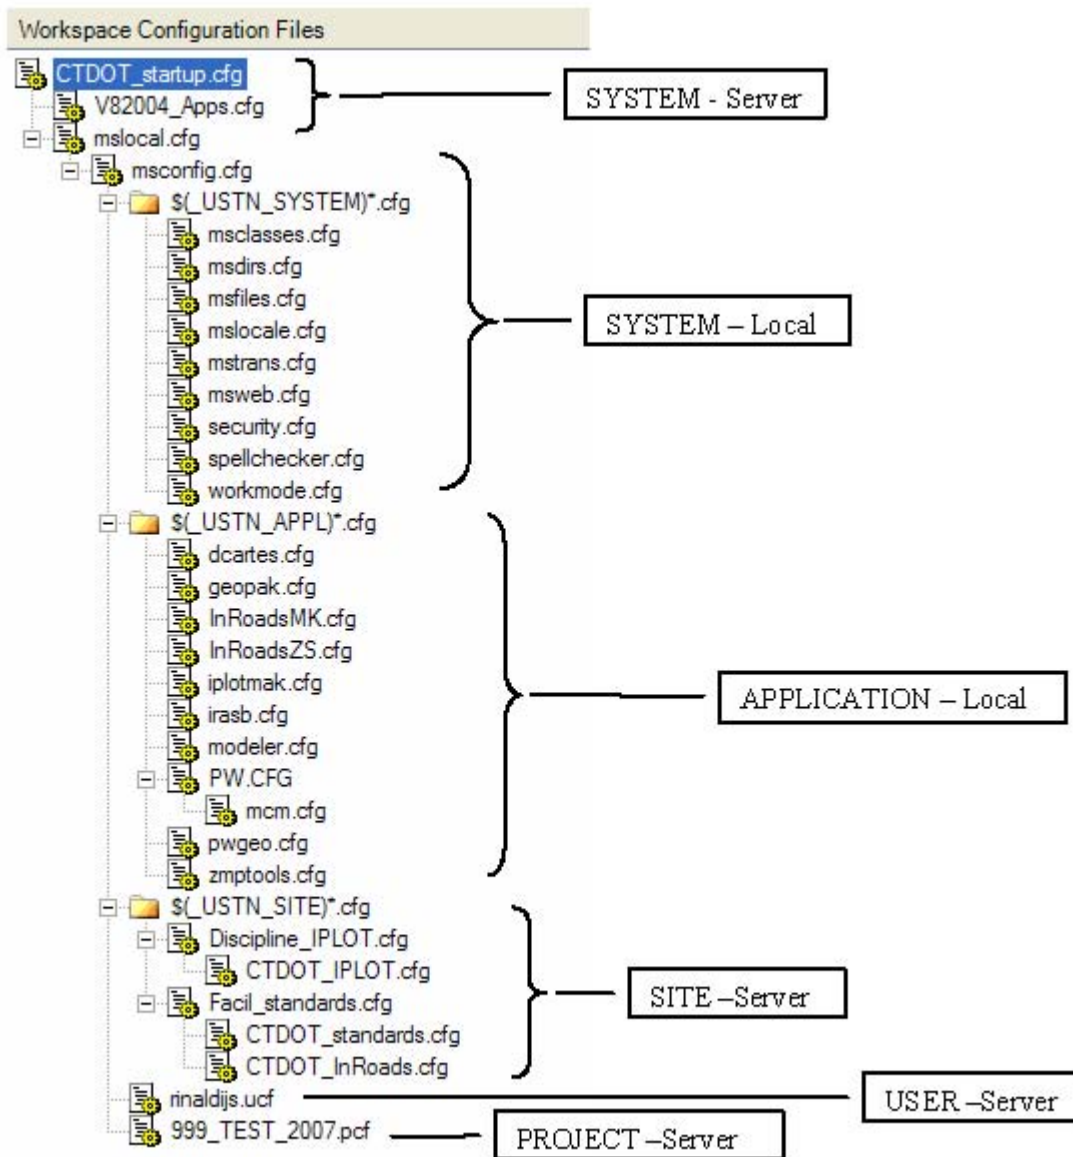 Workspace Configuration Files
CTDOT_startup.cfg
SYSTEM - Server
V82004_Apps.cfg
mslocal.cfg
msconfig.cfg
$(_USTN_SYSTEM)*.cfg
msclasses.cfg
msdirs.cfg
msfiles.cfg
SYSTEM – Local
mslocale.cfg
mstrans.cfg
msweb.cfg
security.cfg
spellchecker.cfg
workmode.cfg
$(_USTN_APPL)*.cfg
dcartes.cfg
geopak.cfg
InRoadsMK.cfg
InRoadsZS.cfg
iplotmak.cfg
APPLICATION – Local
irasb.cfg
modeler.cfg
PW.CFG
mcm.cfg
pwgeo.cfg
zmptools.cfg
$(_USTN_SITE)*.cfg
Discipline_IPLOT.cfg
CTDOT_IPLOT.cfg
SITE –Server
Facil_standards.cfg
CTDOT_standards.cfg
CTDOT_InRoads.cfg
rinaldijs.ucf
USER –Server
999_TEST_2007.pcf
PROJECT –Server